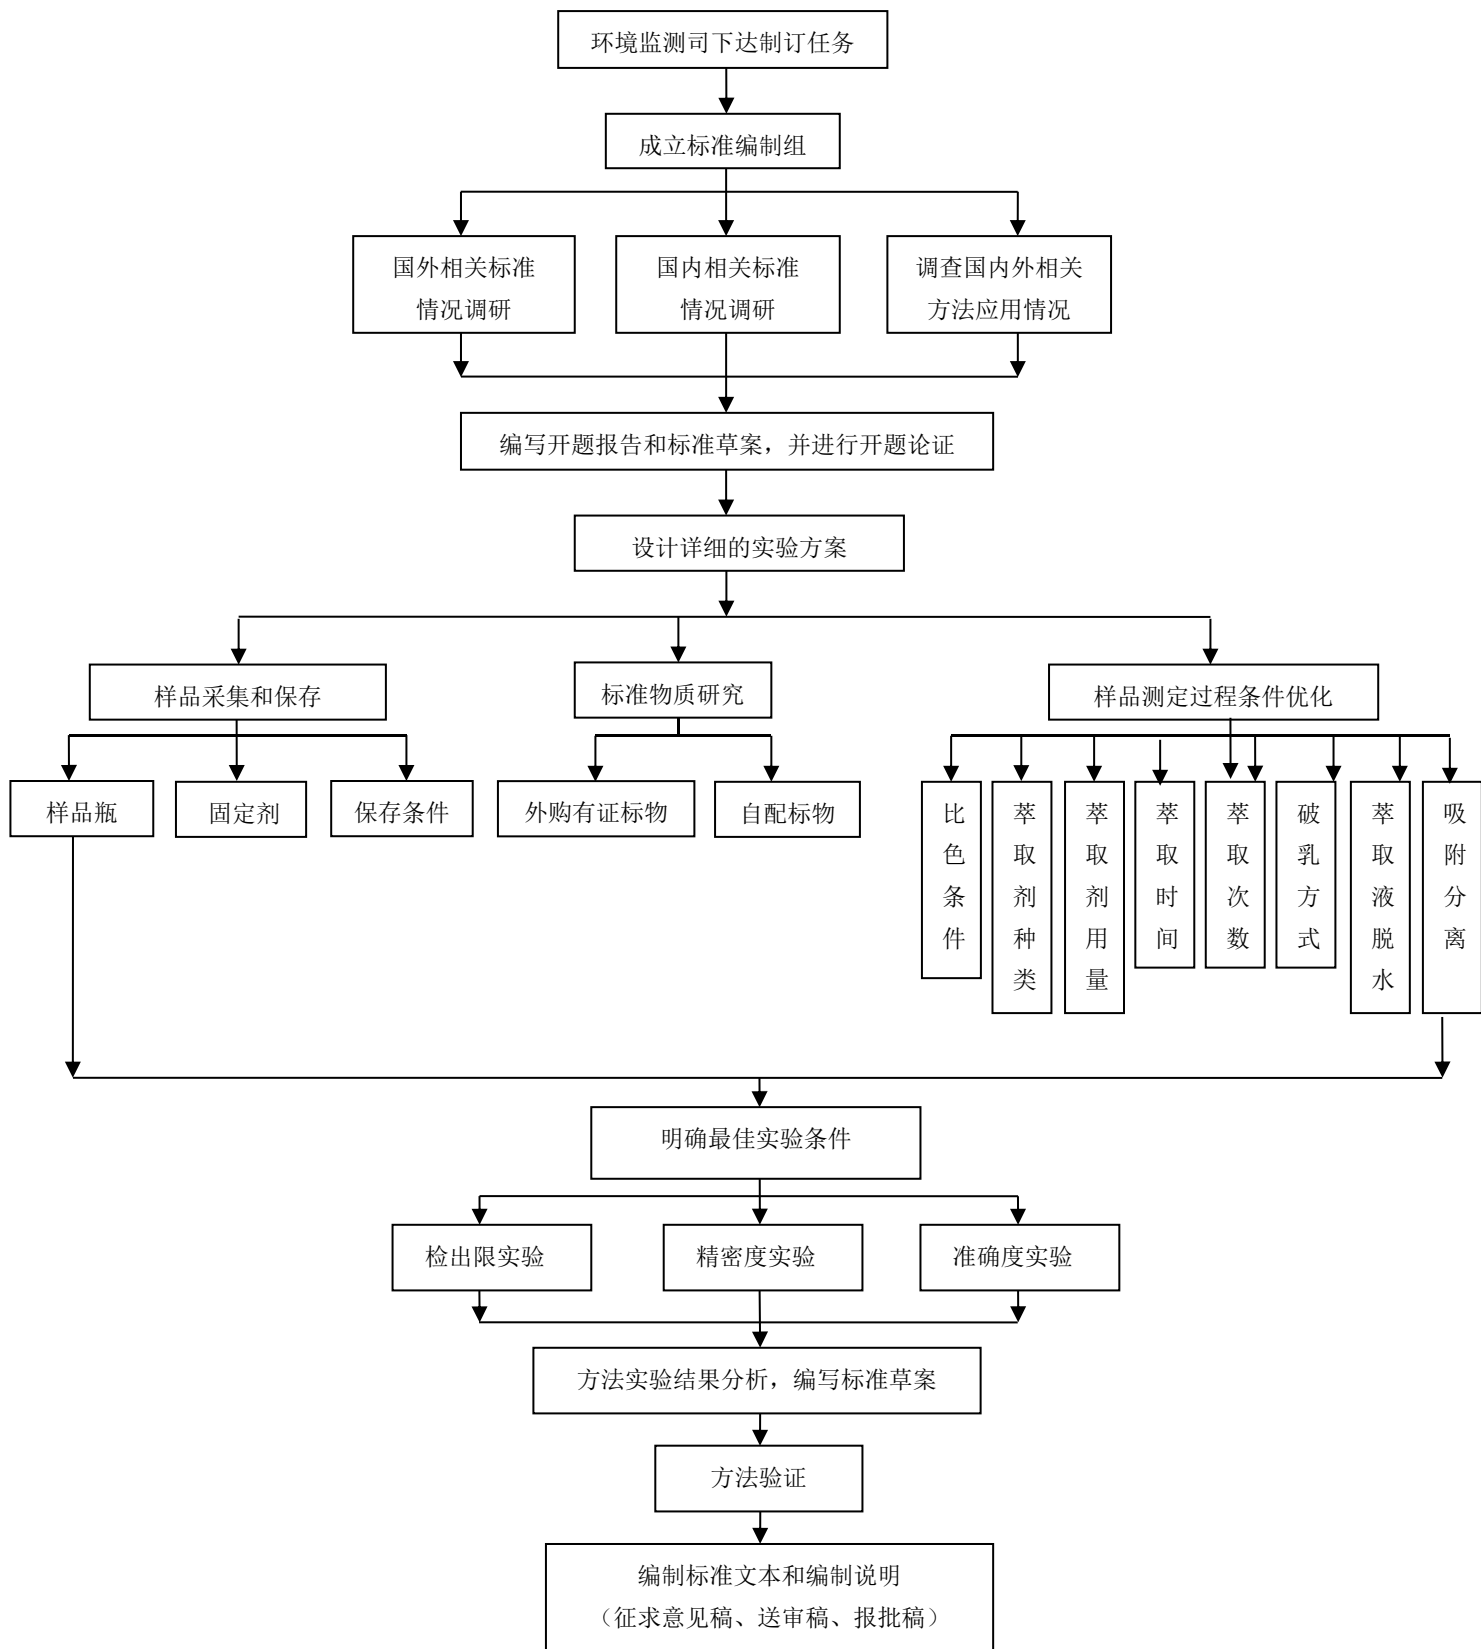 环境监测司下达制订任务
成立标准编制组
国外相关标准
情况调研
国内相关标准
情况调研
调查国内外相关
方法应用情况
编写开题报告和标准草案，并进行开题论证
设计详细的实验方案
样品采集和保存
标准物质研究
样品测定过程条件优化
样品瓶
固定剂
保存条件
外购有证标物
自配标物
比色条件
萃取剂种类
萃取剂用量
萃取时间
萃取次数
破乳方式
萃取液脱水
吸附分离
明确最佳实验条件
检出限实验
精密度实验
准确度实验
方法实验结果分析，编写标准草案
方法验证
编制标准文本和编制说明
（征求意见稿、送审稿、报批稿）